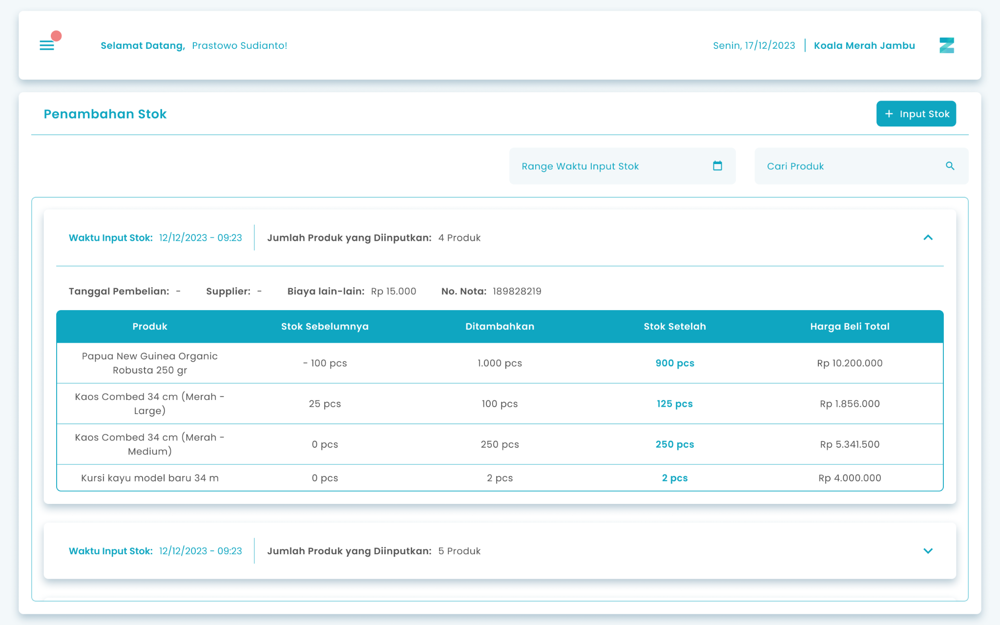 Selamat Datang, Prastowo Sudianto!
Senin, 17/12/2023 Koala Merah Jambu
Penambahan Stok
+ Input Stok
Range Waktu Input Stok
Cari Produk
Waktu Input Stok: 12/12/2023 - 09:23 Jumlah Produk yang Diinputkan: 4 Produk
Tanggal Pembelian: - Supplier: - Biaya lain-lain: Rp 15.000 No. Nota: 189828219
Produk Stok Sebelumnya Ditambahkan Stok Setelah Harga Beli Total
Papua New Guinea Organic
Robusta 250 gr
- 100 pcs 1.000 pcs 900 pcs Rp 10.200.000
Kaos Combed 34 cm (Merah -
Large)
25 pcs 100 pcs 125 pcs Rp 1.856.000
Kaos Combed 34 cm (Merah -
Medium)
0 pcs 250 pcs 250 pcs Rp 5.341.500
Kursi kayu model baru 34 m 0 pcs 2 pcs 2 pcs Rp 4.000.000
Waktu Input Stok: 12/12/2023 - 09:23 Jumlah Produk yang Diinputkan: 5 Produk